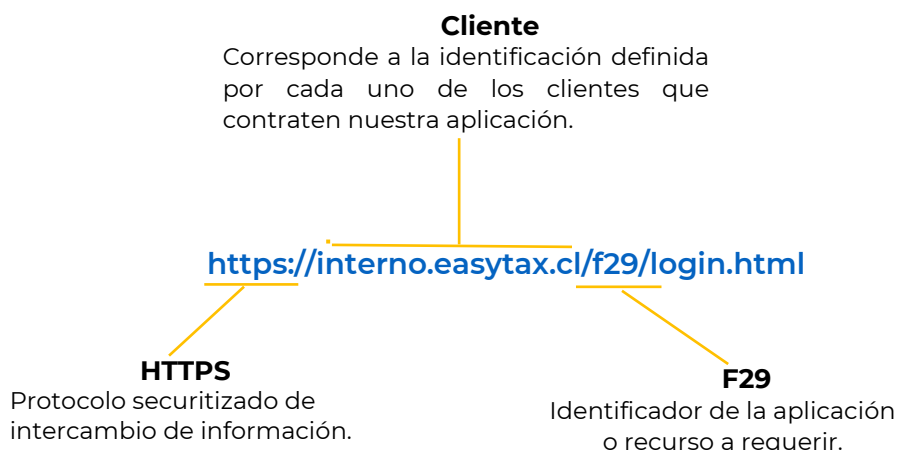 Cliente
Corresponde a la identificación definida
por cada uno de los clientes que
contraten nuestra aplicación.
https://interno.easytax.cl/f29/login.html
HTTPS
Protocolo securitizado de
intercambio de información.
F29
Identificador de la aplicación
o recurso a requerir.